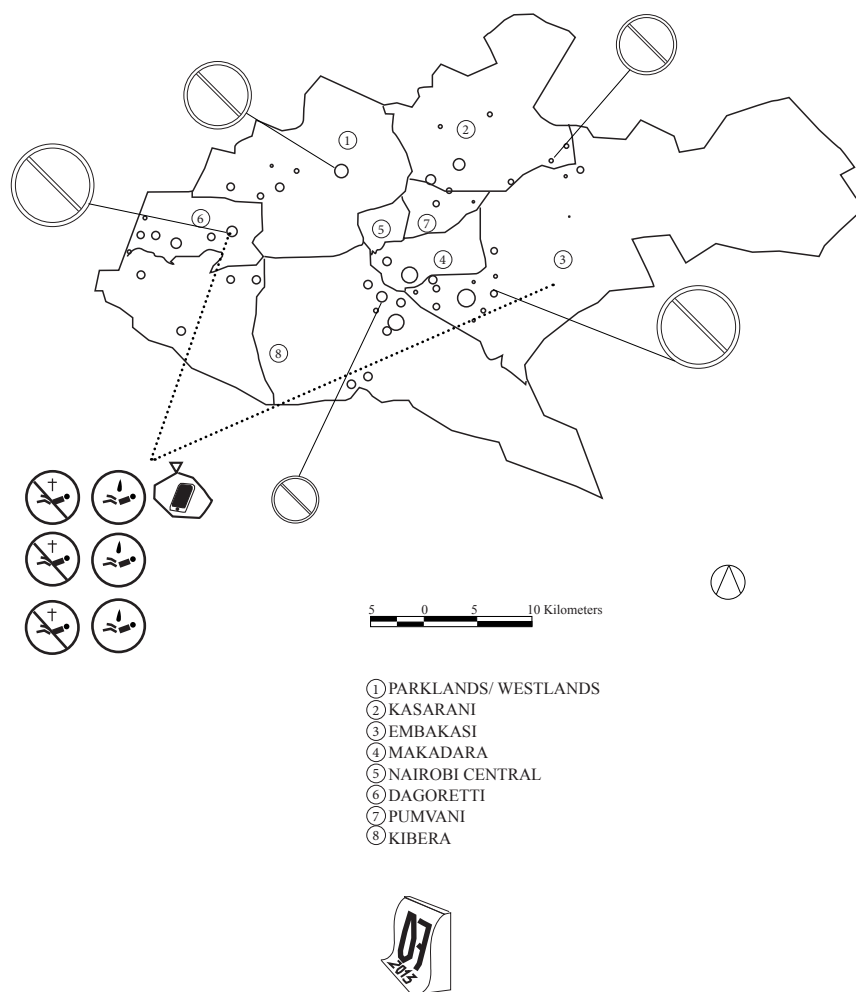 1
2
6
5
7
4
3
8
5 0 5 10 Kilometers
1 PARKLANDS/ WESTLANDS
2 KASARANI
3 EMBAKASI
4 MAKADARA
5 NAIROBI CENTRAL
6 DAGORETTI
7 PUMVANI
8 KIBERA
07
2013